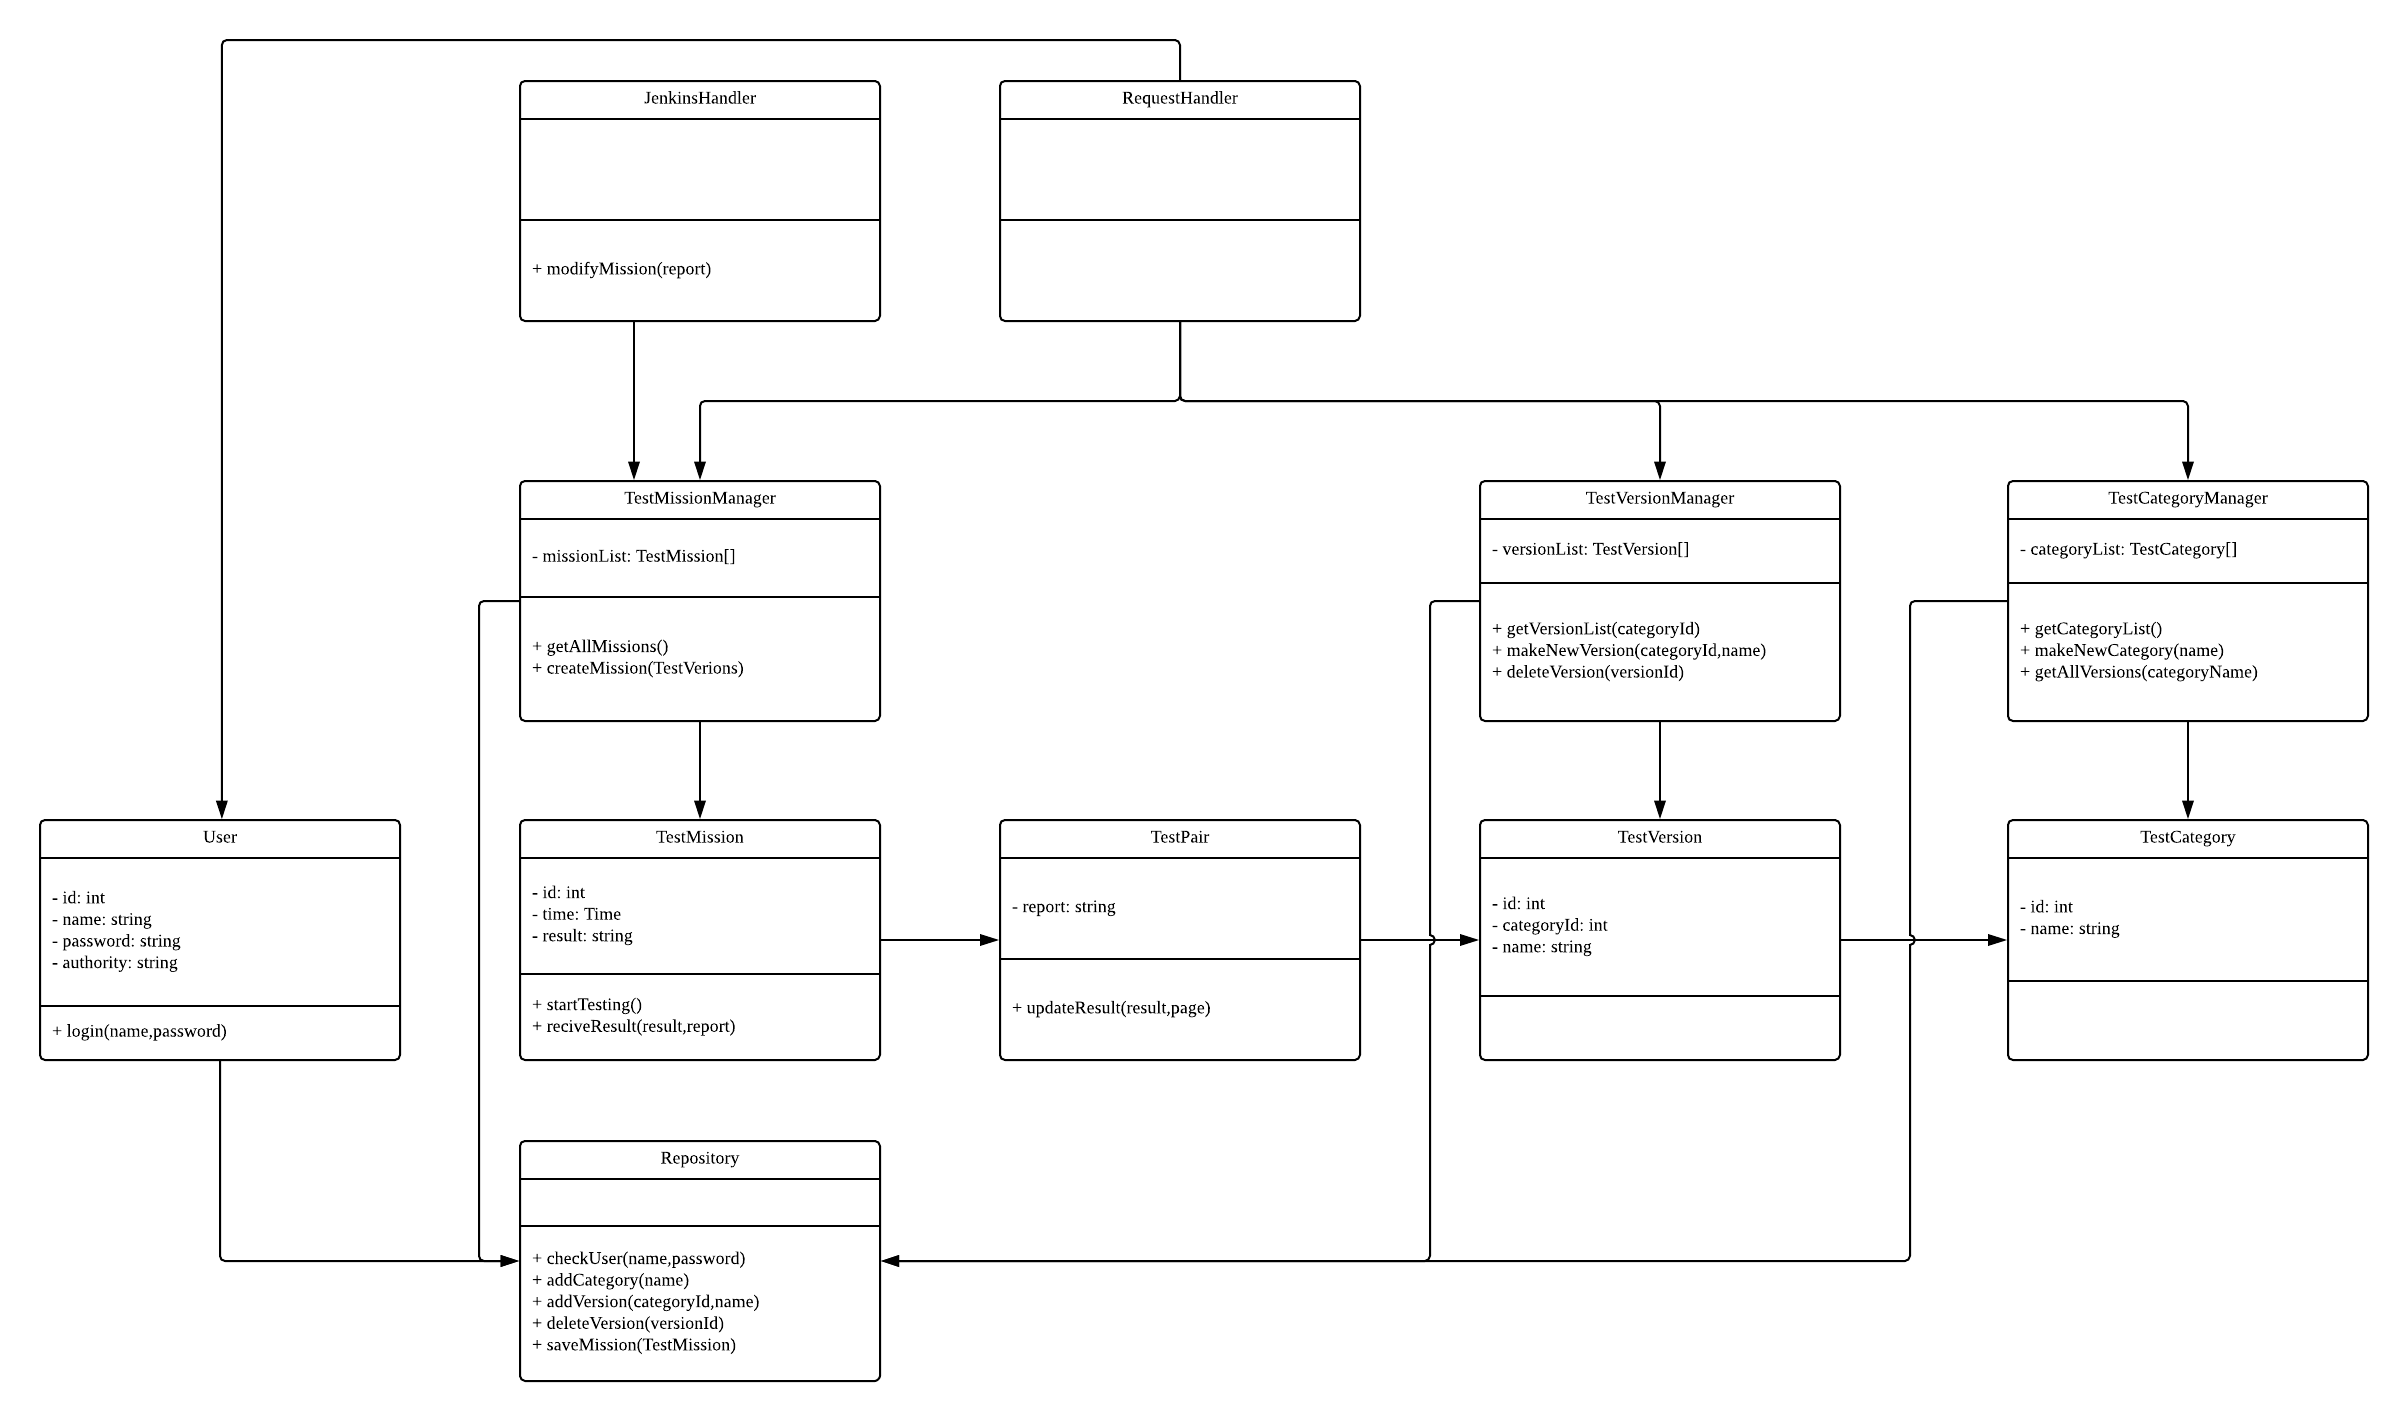 JenkinsHandler
+ modifyMission(report)
RequestHandler
TestMissionManager
- missionList: TestMission[]
+ getAllMissions()
+ createMission(TestVerions)
TestVersionManager
- versionList: TestVersion[]
+ getVersionList(categoryId)
+ makeNewVersion(categoryId,name)
+ deleteVersion(versionId)
TestCategoryManager
- categoryList: TestCategory[]
+ getCategoryList()
+ makeNewCategory(name)
+ getAllVersions(categoryName)
User
- id: int
- name: string
- password: string
- authority: string
+ login(name,password)
TestMission
- id: int
- time: Time
- result: string
+ startTesting()
+ reciveResult(result,report)
TestPair
- report: string
+ updateResult(result,page)
TestVersion
- id: int
- categoryId: int
- name: string
TestCategory
- id: int
- name: string
Repository
+ checkUser(name,password)
+ addCategory(name)
+ addVersion(categoryId,name)
+ deleteVersion(versionId)
+ saveMission(TestMission)